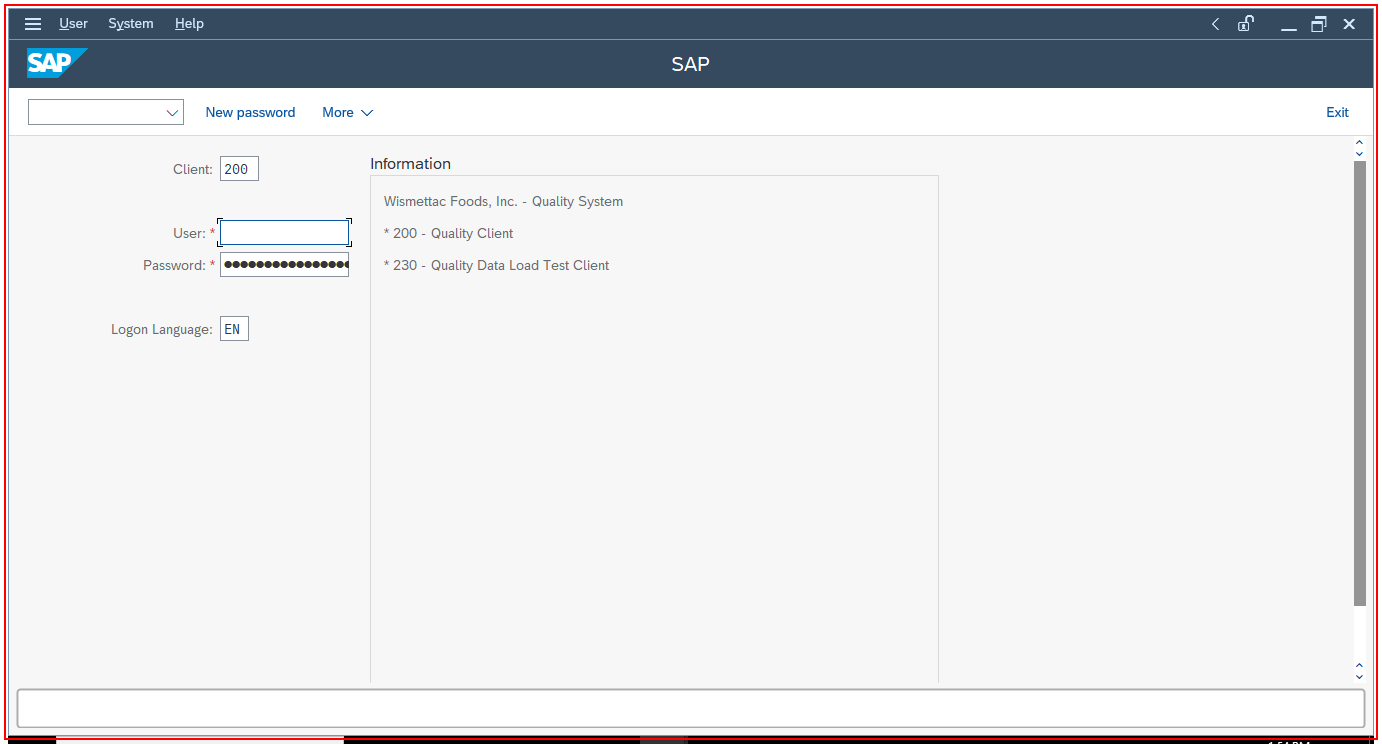 User System Help
SAP
SAP
New password More Exit
Client: 200
Information
Wismettac Foods, Inc. - Quality System
User: *
* 200 - Quality Client
Password: *
* 230 - Quality Data Load Test Client
Logon Language: EN